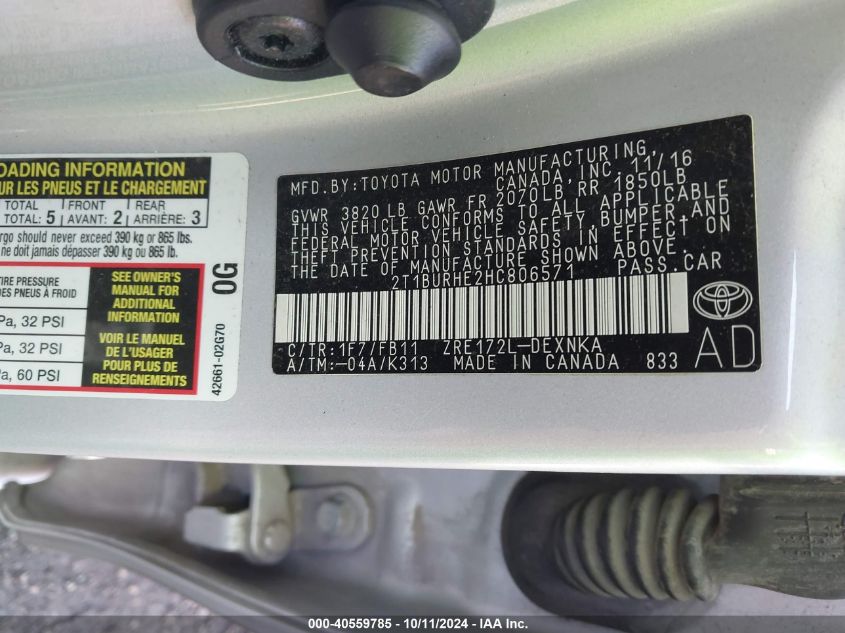 OADING INFORMATION
UR LES PNEUS ET LE CHARGEMENT
TOTAL FRONT REAR
TOTAL: 5 AVANT: 2 ARRIÈRE: 3
rgo should never exceed 390 kg or 865 lbs.
ne doit jamais dépasser 390 kg ou 865 lb.
TIRE PRESSURE
DES PNEUS À FROID
Pa, 32 PSI
Pa, 32 PSI
Pa, 60 PSI
SEE OWNER'S
MANUAL FOR
ADDITIONAL
INFORMATION
VOIR LE MANUEL
DE L'USAGER
POUR PLUS DE
RENSEIGNEMENTS
0G
42661-02G70
MFD.BY:TOYOTA MOTOR MANUFACTURING,
CANADA,INC. 11/16
GVWR 3820 LB GAWR FR 2070LB RR 1850LB
THIS VEHICLE CONFORMS TO ALL APPLICABLE
FEDERAL MOTOR VEHICLE SAFETY,BUMPER,AND
THEFT PREVENTION STANDARDS IN EFFECT ON
THE DATE OF MANUFACTURE SHOWN ABOVE.
2T1BURHE2HC806571 PASS.CAR
C/TR:1F7/FB11 ZRE172L-DEXNKA
A/TM:-04A/K313 MADE IN CANADA 833
AD
000-40559785 - 10/11/2024 - IAA Inc.